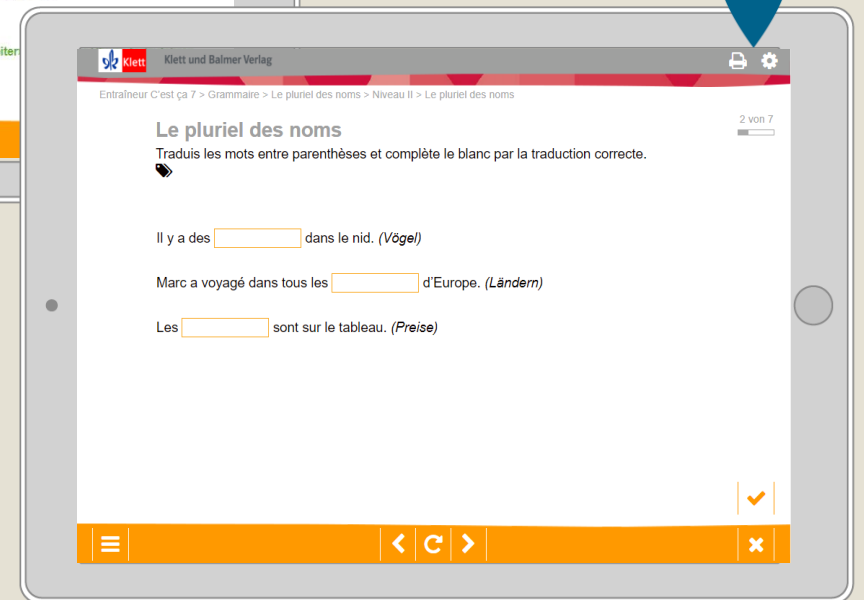 iter
Klett
Klett und Balmer Verlag
Entraîneur C'est ça 7 > Grammaire > Le pluriel des noms > Niveau II > Le pluriel des noms
2 von 7
Le pluriel des noms
Traduis les mots entre parenthèses et complète le blanc par la traduction correcte.
Il y a des dans le nid. (Vögel)
Marc a voyagé dans tous les d'Europe. (Ländern)
Les sont sur le tableau. (Preise)